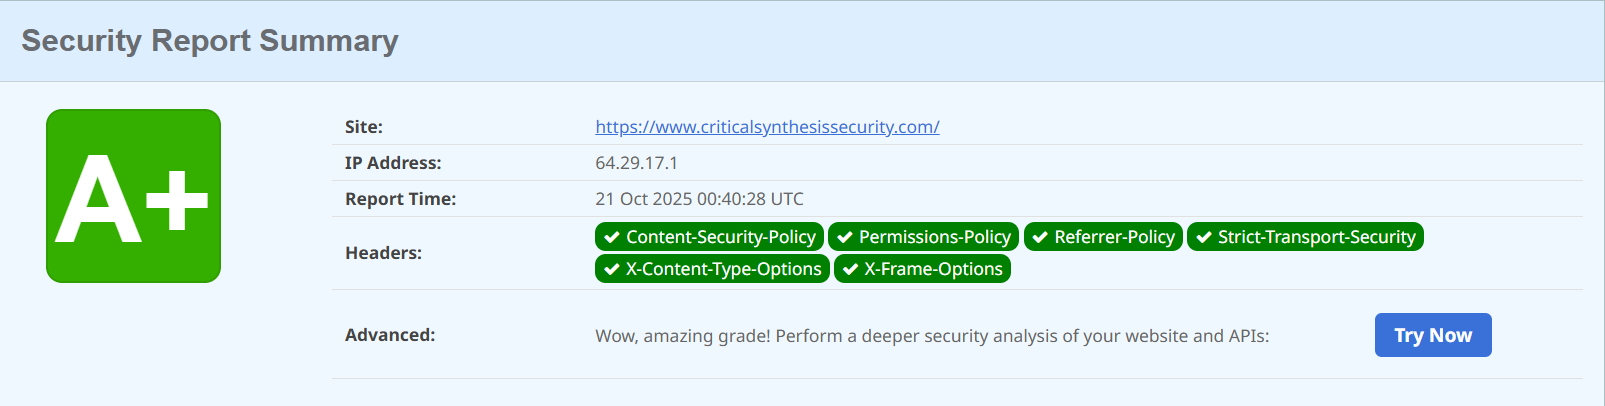 Security Report Summary
A+
Site: https://www.criticalsynthesissecurity.com/
IP Address: 64.29.17.1
Report Time: 21 Oct 2025 00:40:28 UTC
Headers: Content-Security-Policy Permissions-Policy Referrer-Policy Strict-Transport-Security
X-Content-Type-Options X-Frame-Options
Advanced: Wow, amazing grade! Perform a deeper security analysis of your website and APIs: Try Now